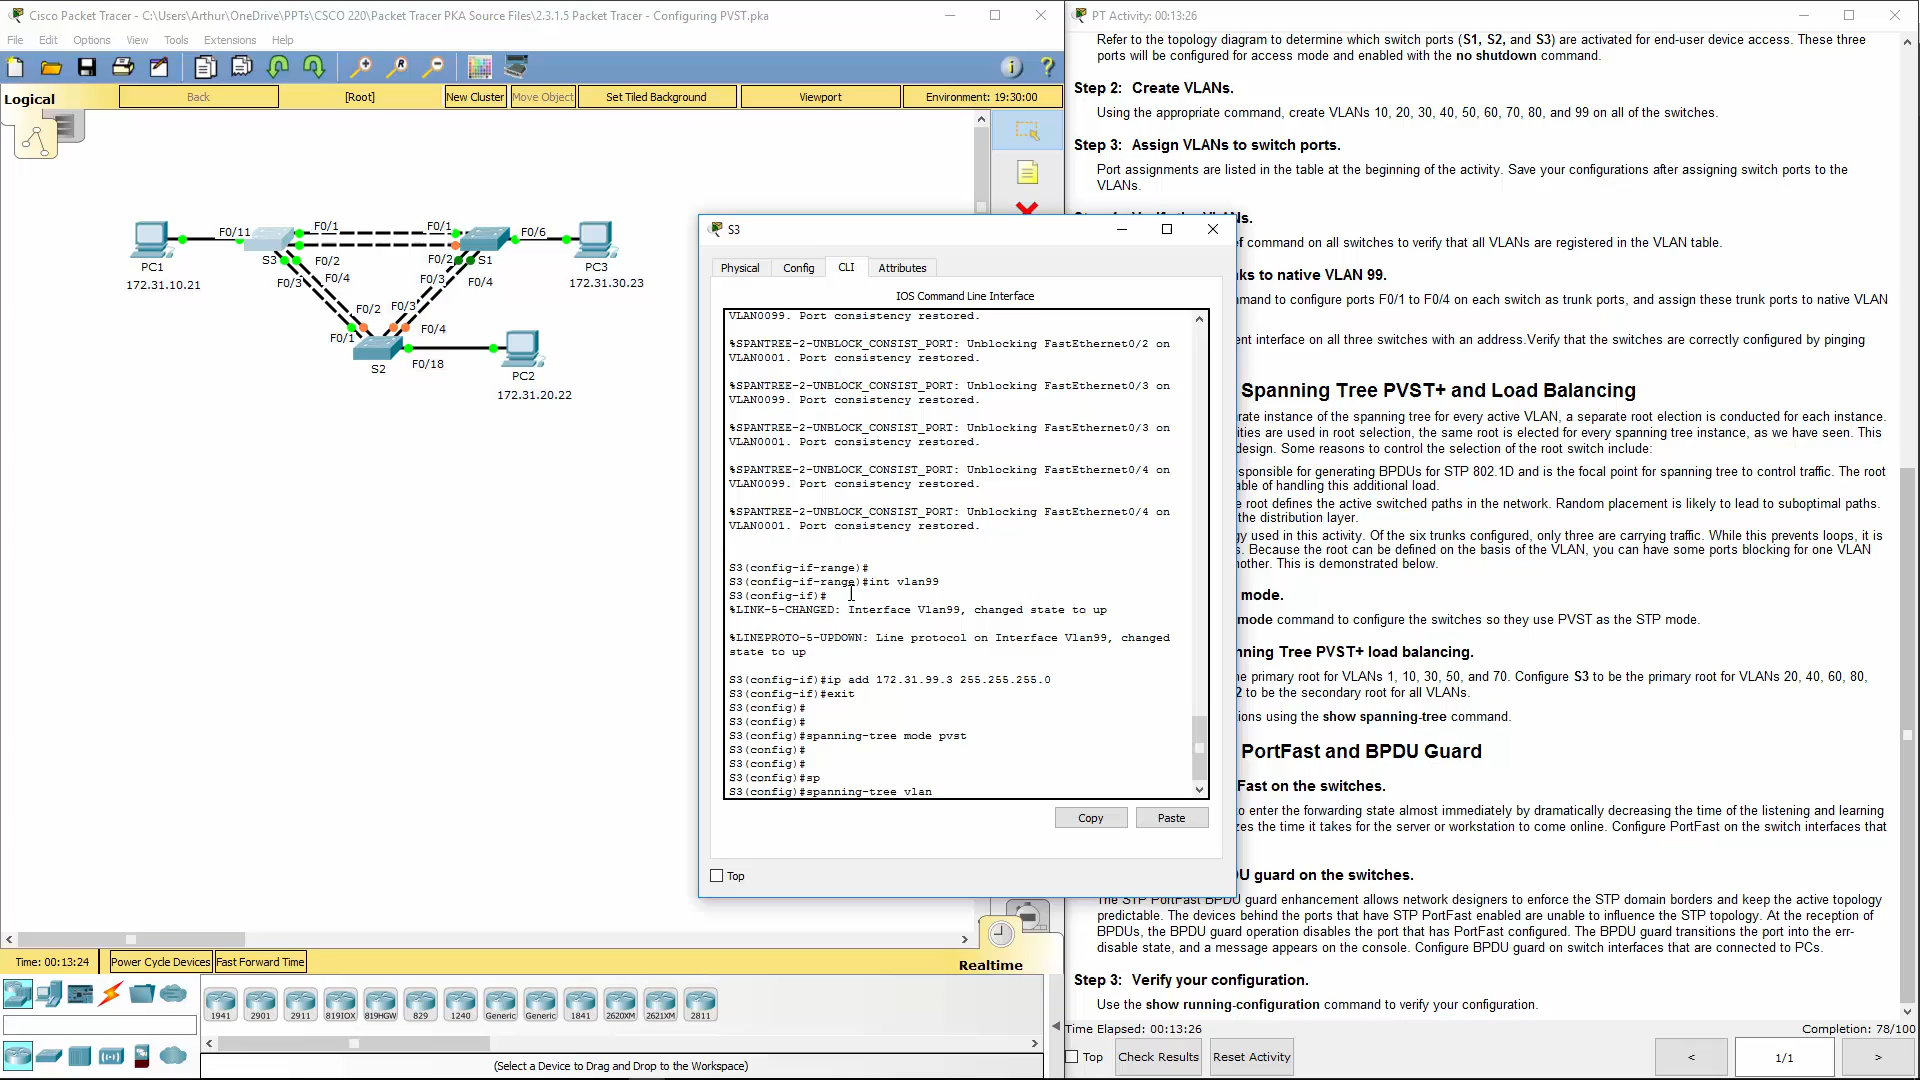 Cisco Packet Tracer - C:\Users\Arthur\OneDrive\PPTs\CSCO 220\Packet Tracer PKA Source Files\2.3.1.5 Packet Tracer - Configuring PVST.pka
File Edit Options View Tools Extensions Help
Logical Back [Root] New Cluster Move Object Set Tiled Background Viewport Environment: 19:30:00
F0/11 F0/1 F0/1 F0/6
PC1 S3 F0/2 F0/2 S1 PC3
172.31.10.21 F0/3 F0/4 F0/3 F0/4 172.31.30.23
F0/2 F0/3
F0/1 F0/4
S2 F0/18 PC2
172.31.20.22
S3
Physical Config CLI Attributes
IOS Command Line Interface
VLAN0099. Port consistency restored.
%SPANTREE-2-UNBLOCK_CONSIST_PORT: Unblocking FastEthernet0/2 on
VLAN0001. Port consistency restored.
%SPANTREE-2-UNBLOCK_CONSIST_PORT: Unblocking FastEthernet0/3 on
VLAN0099. Port consistency restored.
%SPANTREE-2-UNBLOCK_CONSIST_PORT: Unblocking FastEthernet0/3 on
VLAN0001. Port consistency restored.
%SPANTREE-2-UNBLOCK_CONSIST_PORT: Unblocking FastEthernet0/4 on
VLAN0099. Port consistency restored.
%SPANTREE-2-UNBLOCK_CONSIST_PORT: Unblocking FastEthernet0/4 on
VLAN0001. Port consistency restored.
S3(config-if-range)#
S3(config-if-range)#int vlan99
S3(config-if)#
%LINK-5-CHANGED: Interface Vlan99, changed state to up
%LINEPROTO-5-UPDOWN: Line protocol on Interface Vlan99, changed
state to up
S3(config-if)#ip add 172.31.99.3 255.255.255.0
S3(config-if)#exit
S3(config)#
S3(config)#
S3(config)#spanning-tree mode pvst
S3(config)#
S3(config)#
S3(config)#sp
S3(config)#spanning-tree vlan
Copy Paste
Top
Time: 00:13:24 Power Cycle Devices Fast Forward Time Realtime
1941 2901 2911 819IOX 819HGW 829 1240 Generic Generic 1841 2620XM 2621XM 2811
(Select a Device to Drag and Drop to the Workspace)
PT Activity: 00:13:26
Refer to the topology diagram to determine which switch ports (S1, S2, and S3) are activated for end-user device access. These three
ports will be configured for access mode and enabled with the no shutdown command.
Step 2: Create VLANs.
Using the appropriate command, create VLANs 10, 20, 30, 40, 50, 60, 70, 80, and 99 on all of the switches.
Step 3: Assign VLANs to switch ports.
Port assignments are listed in the table at the beginning of the activity. Save your configurations after assigning switch ports to the
VLANs.
Ns.
ef command on all switches to verify that all VLANs are registered in the VLAN table.
nks to native VLAN 99.
mmand to configure ports F0/1 to F0/4 on each switch as trunk ports, and assign these trunk ports to native VLAN
ent interface on all three switches with an address.Verify that the switches are correctly configured by pinging
Spanning Tree PVST+ and Load Balancing
rate instance of the spanning tree for every active VLAN, a separate root election is conducted for each instance.
ities are used in root selection, the same root is elected for every spanning tree instance, as we have seen. This
design. Some reasons to control the selection of the root switch include:
sponsible for generating BPDUs for STP 802.1D and is the focal point for spanning tree to control traffic. The root
able of handling this additional load.
e root defines the active switched paths in the network. Random placement is likely to lead to suboptimal paths.
the distribution layer.
gy used in this activity. Of the six trunks configured, only three are carrying traffic. While this prevents loops, it is
s. Because the root can be defined on the basis of the VLAN, you can have some ports blocking for one VLAN
nother. This is demonstrated below.
mode.
mode command to configure the switches so they use PVST as the STP mode.
nning Tree PVST+ load balancing.
he primary root for VLANs 1, 10, 30, 50, and 70. Configure S3 to be the primary root for VLANs 20, 40, 60, 80,
2 to be the secondary root for all VLANs.
ions using the show spanning-tree command.
PortFast and BPDU Guard
Fast on the switches.
o enter the forwarding state almost immediately by dramatically decreasing the time of the listening and learning
zes the time it takes for the server or workstation to come online. Configure PortFast on the switch interfaces that
DU guard on the switches.
The STP PortFast BPDU guard enhancement allows network designers to enforce the STP domain borders and keep the active topology
predictable. The devices behind the ports that have STP PortFast enabled are unable to influence the STP topology. At the reception of
BPDUs, the BPDU guard operation disables the port that has PortFast configured. The BPDU guard transitions the port into the err-
disable state, and a message appears on the console. Configure BPDU guard on switch interfaces that are connected to PCs.
Step 3: Verify your configuration.
Use the show running-configuration command to verify your configuration.
Time Elapsed: 00:13:26 Completion: 78/100
Top Check Results Reset Activity < 1/1 >